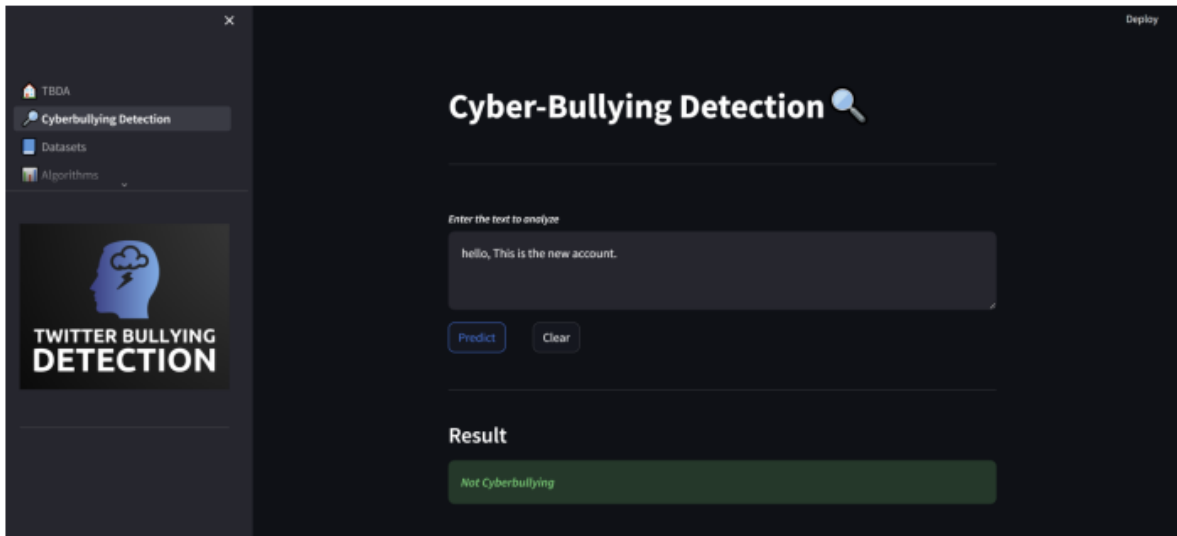 Deploy
TBDA
Cyberbullying Detection
Datasets
Algorithms
TWITTER BULLYING
DETECTION
Cyber-Bullying Detection
Enter the text to analyze
hello, This is the new account.
Predict
Clear
Result
Not Cyberbullying